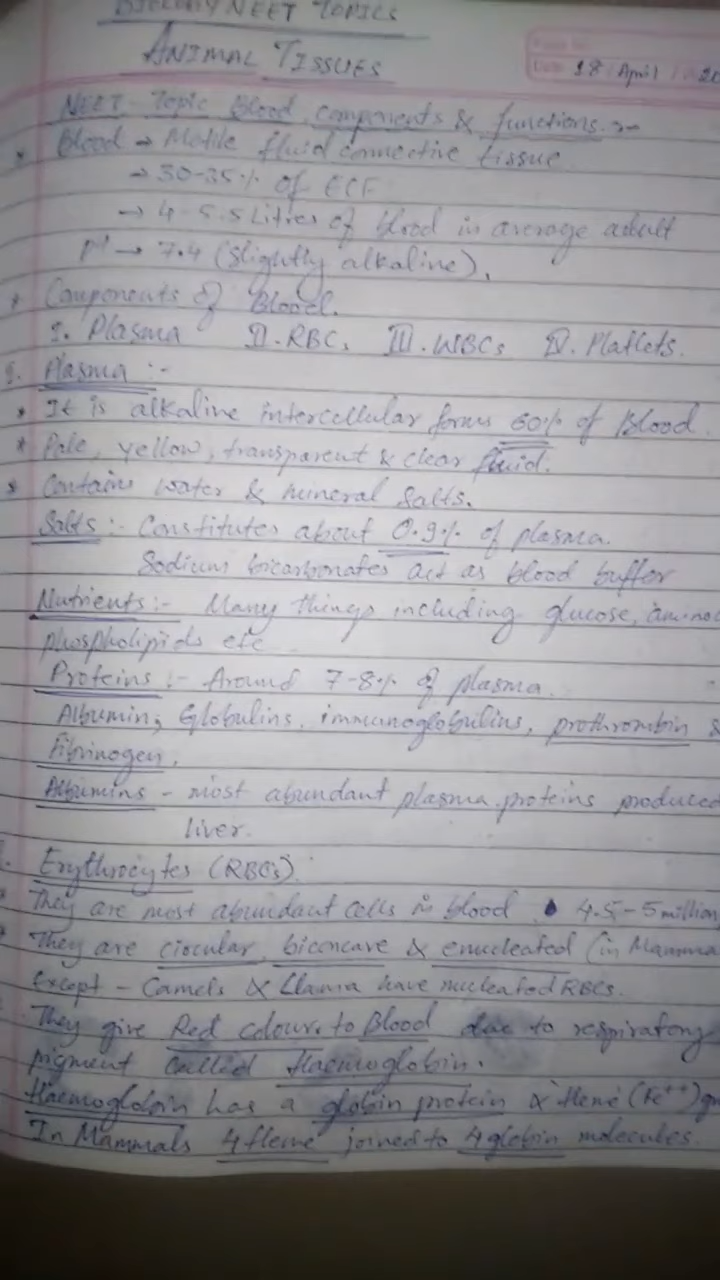 BIOLOGY NEET TOPICS
ANIMAL TISSUES
Date 18 / April /
NEET- Topic Blood, components & functions :-
* Blood → Motile fluid connective tissue
→ 30-35% of ECF
→ 4-5.5 Litres of blood in average adult
pH → 7.4 (slightly alkaline).
* Components of Blood.
I. Plasma II. RBCs III. WBCs IV. Platlets.
I. Plasma :-
* It is alkaline intercellular forms 60% of Blood.
* Pale, yellow, transparent & clear fluid.
* Contain water & mineral salts.
Salts :- Constitutes about 0.9% of plasma.
Sodium bicarbonates act as blood buffer
Nutrients :- Many things including glucose, amino
phospholipids etc
Proteins :- Around 7-8% of plasma.
Albumin, Globulins, immunoglobulins, prothrombin &
Fibrinogen.
Albumins - most abundant plasma proteins produced
liver.
Erythrocytes (RBCs).
They are most abundant cells in blood. 4.5-5 million
They are circular, biconcave & enucleated (in Mamma
Except - Camels & Llama have nucleated RBCs.
They give Red colour to Blood due to respiratory
pigment called Haemoglobin.
Haemoglobin has a globin protein & Heme (Fe++) g
In Mammals 4 Heme joined to 4 globin molecules.